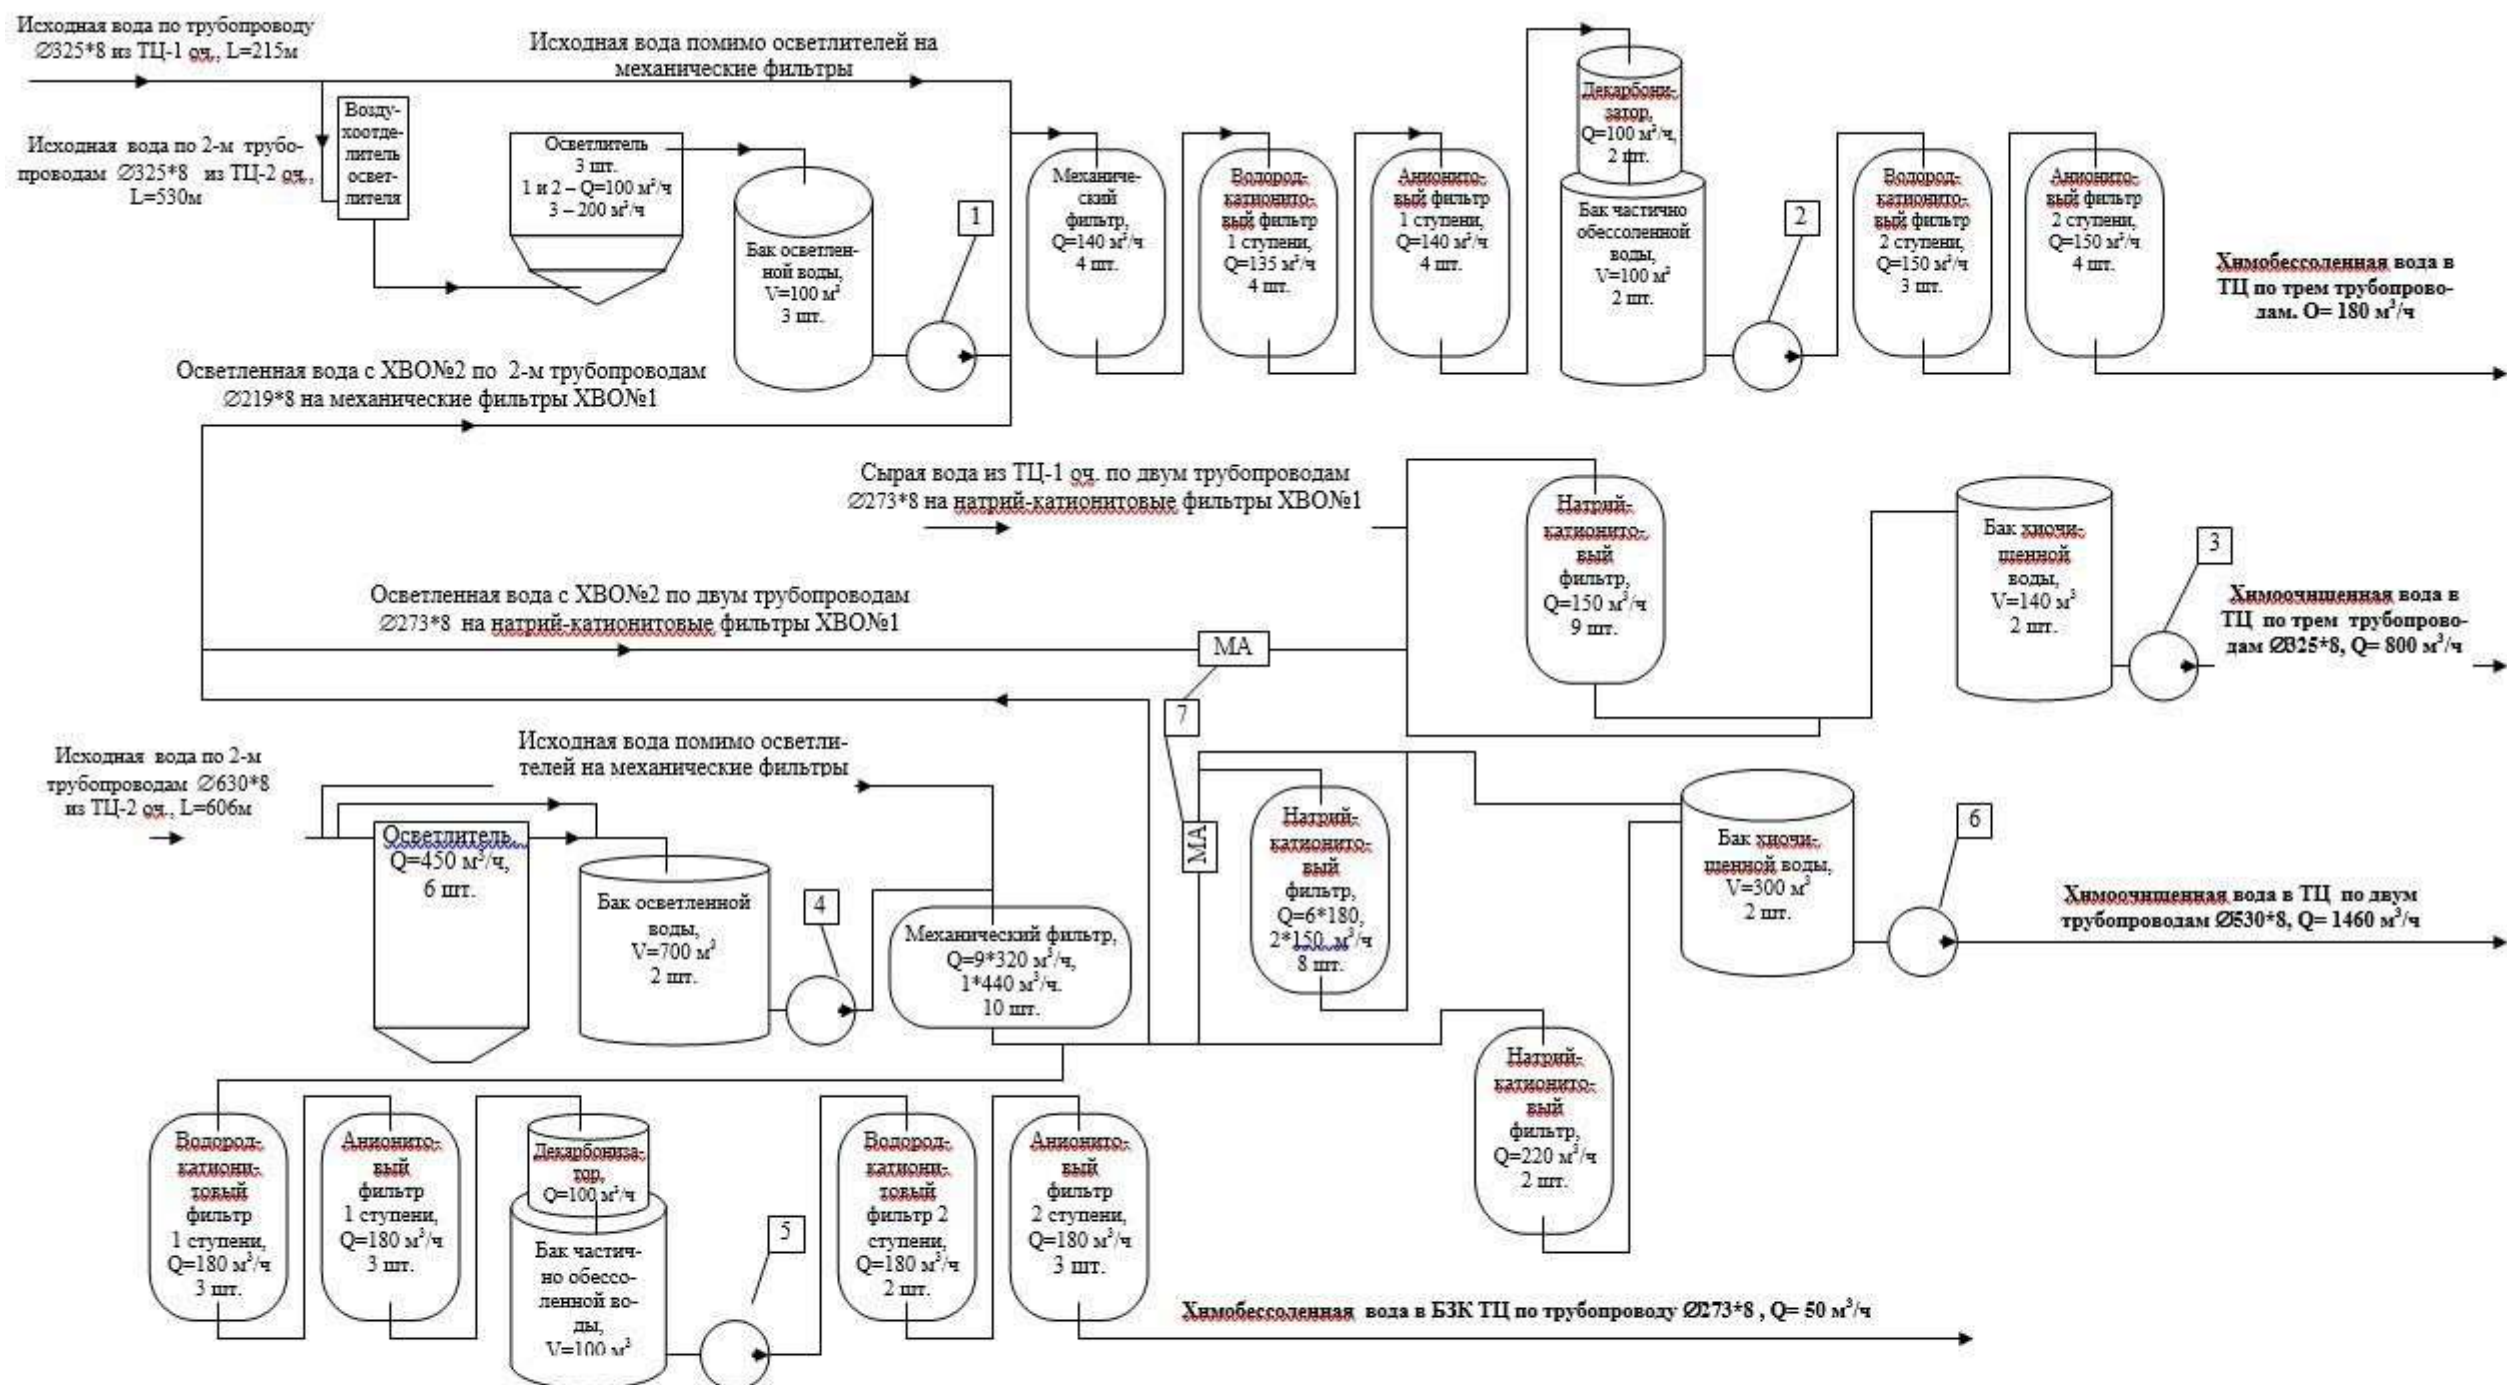 Исходная вода по трубопроводу
∅325*8 из ТЦ-1 оч., L=215м
Исходная вода помимо осветлителей на
механические фильтры
Исходная вода по 2-м трубо-
проводам ∅325*8 из ТЦ-2 оч.,
L=530м
Возду-
хоотде-
литель
освет-
лителя
Осветлитель
3 шт.
1 и 2 – Q=100 м³/ч
3 – 200 м³/ч
Бак осветлен-
ной воды,
V=100 м³
3 шт.
1
Механиче-
ский
фильтр,
Q=140 м³/ч
4 шт.
Водород-
катионито-
вый фильтр
1 ступени,
Q=135 м³/ч
4 шт.
Анионито-
вый фильтр
1 ступени,
Q=140 м³/ч
4 шт.
Декарбони-
затор,
Q=100 м³/ч,
2 шт.
Бак частично
обессоленной
воды,
V=100 м³
2 шт.
2
Водород-
катионито-
вый фильтр
2 ступени,
Q=150 м³/ч
3 шт.
Анионито-
вый фильтр
2 ступени,
Q=150 м³/ч
4 шт.
Химобессоленная вода в
ТЦ по трем трубопрово-
дам. Q= 180 м³/ч
Осветленная вода с ХВО№2 по 2-м трубопроводам
∅219*8 на механические фильтры ХВО№1
Сырая вода из ТЦ-1 оч. по двум трубопроводам
∅273*8 на натрий-катионитовые фильтры ХВО№1
Натрий-
катионито-
вый
фильтр,
Q=150 м³/ч
9 шт.
Бак хиочи-
щенной
воды,
V=140 м³
2 шт.
3
Химоочищенная вода в
ТЦ по трем трубопрово-
дам ∅325*8, Q= 800 м³/ч
Осветленная вода с ХВО№2 по двум трубопроводам
∅273*8 на натрий-катионитовые фильтры ХВО№1
МА
7
Исходная вода по 2-м
трубопроводам ∅630*8
из ТЦ-2 оч., L=606м
Исходная вода помимо осветли-
телей на механические фильтры
Осветлитель,
Q=450 м³/ч,
6 шт.
Бак осветленной
воды,
V=700 м³
2 шт.
4
Механический фильтр,
Q=9*320 м³/ч,
1*440 м³/ч.
10 шт.
МА
Натрий-
катионито-
вый
фильтр,
Q=6*180,
2*150 м³/ч
8 шт.
Бак хиочи-
щенной воды,
V=300 м³
2 шт.
6
Химоочищенная вода в ТЦ по двум
трубопроводам ∅530*8, Q= 1460 м³/ч
Натрий-
катионито-
вый
фильтр,
Q=220 м³/ч
2 шт.
Водород-
катиони-
товый
фильтр
1 ступени,
Q=180 м³/ч
3 шт.
Анионито-
вый
фильтр
1 ступени,
Q=180 м³/ч
3 шт.
Декарбониза-
тор,
Q=100 м³/ч
Бак частич-
но обессо-
ленной во-
ды,
V=100 м³
5
Водород-
катиони-
товый
фильтр 2
ступени,
Q=180 м³/ч
2 шт.
Анионито-
вый
фильтр
2 ступени,
Q=180 м³/ч
3 шт.
Химобессоленная вода в БЗК ТЦ по трубопроводу ∅273*8 , Q= 50 м³/ч